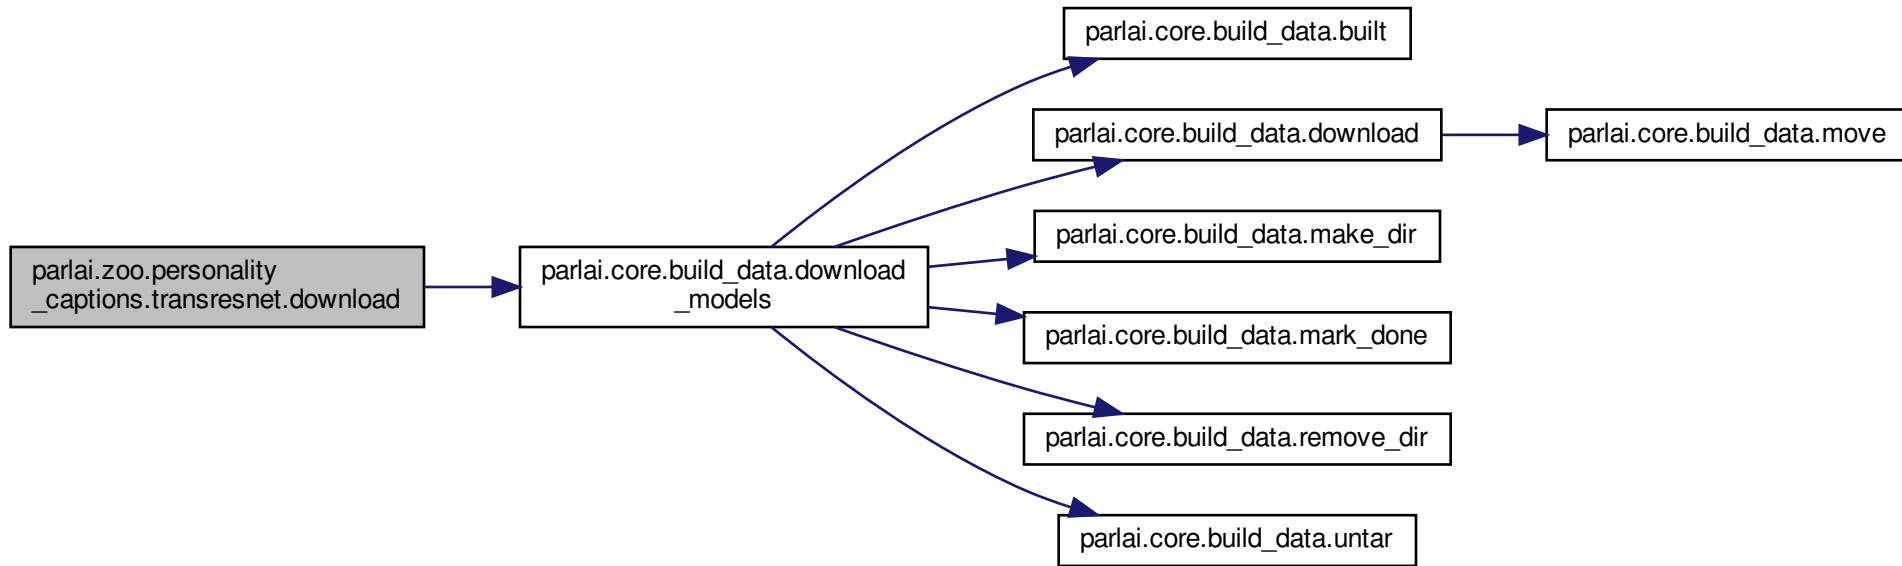 parlai.zoo.personality
_captions.transresnet.download
parlai.core.build_data.download
_models
parlai.core.build_data.built
parlai.core.build_data.download
parlai.core.build_data.move
parlai.core.build_data.make_dir
parlai.core.build_data.mark_done
parlai.core.build_data.remove_dir
parlai.core.build_data.untar